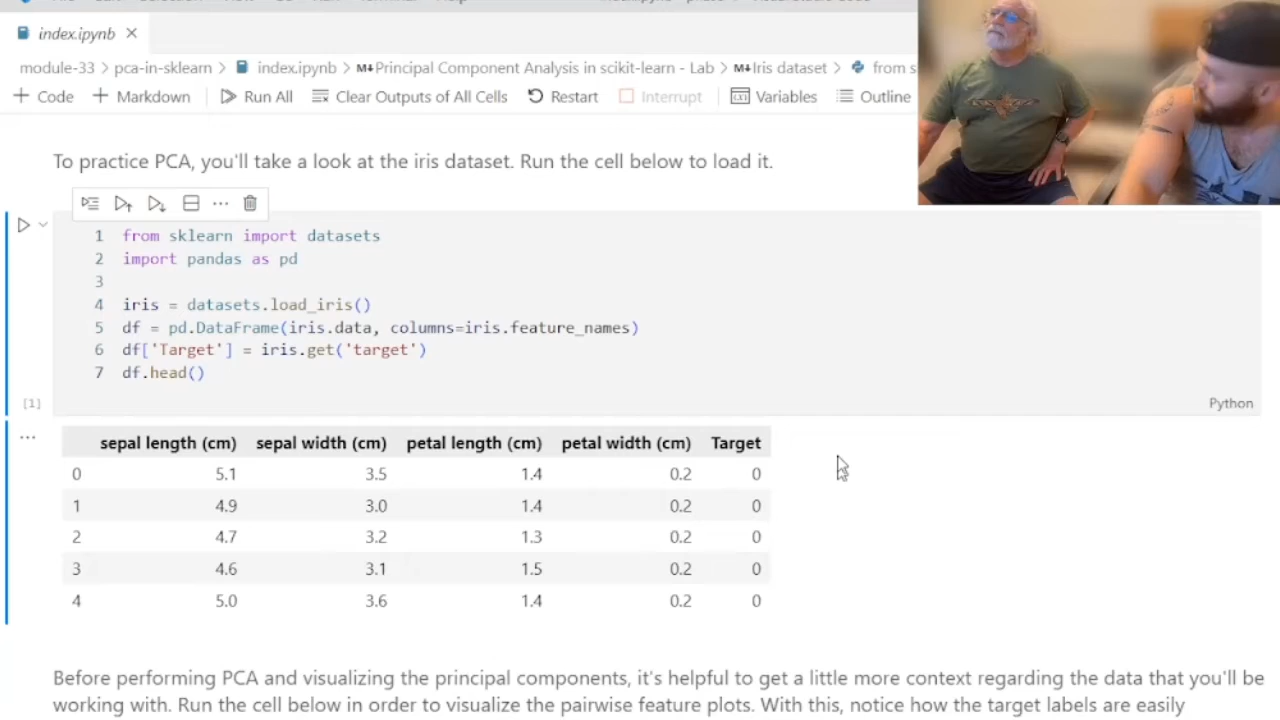 index.ipynb
module-33 > pca-in-sklearn > index.ipynb > M↓Principal Component Analysis in scikit-learn - Lab > M↓Iris dataset > from s
+ Code + Markdown Run All Clear Outputs of All Cells Restart Interrupt Variables Outline
To practice PCA, you'll take a look at the iris dataset. Run the cell below to load it.
1 from sklearn import datasets
2 import pandas as pd
3
4 iris = datasets.load_iris()
5 df = pd.DataFrame(iris.data, columns=iris.feature_names)
6 df['Target'] = iris.get('target')
7 df.head()
[1] Python
sepal length (cm) sepal width (cm) petal length (cm) petal width (cm) Target
0 5.1 3.5 1.4 0.2 0
1 4.9 3.0 1.4 0.2 0
2 4.7 3.2 1.3 0.2 0
3 4.6 3.1 1.5 0.2 0
4 5.0 3.6 1.4 0.2 0
Before performing PCA and visualizing the principal components, it's helpful to get a little more context regarding the data that you'll be
working with. Run the cell below in order to visualize the pairwise feature plots. With this, notice how the target labels are easily